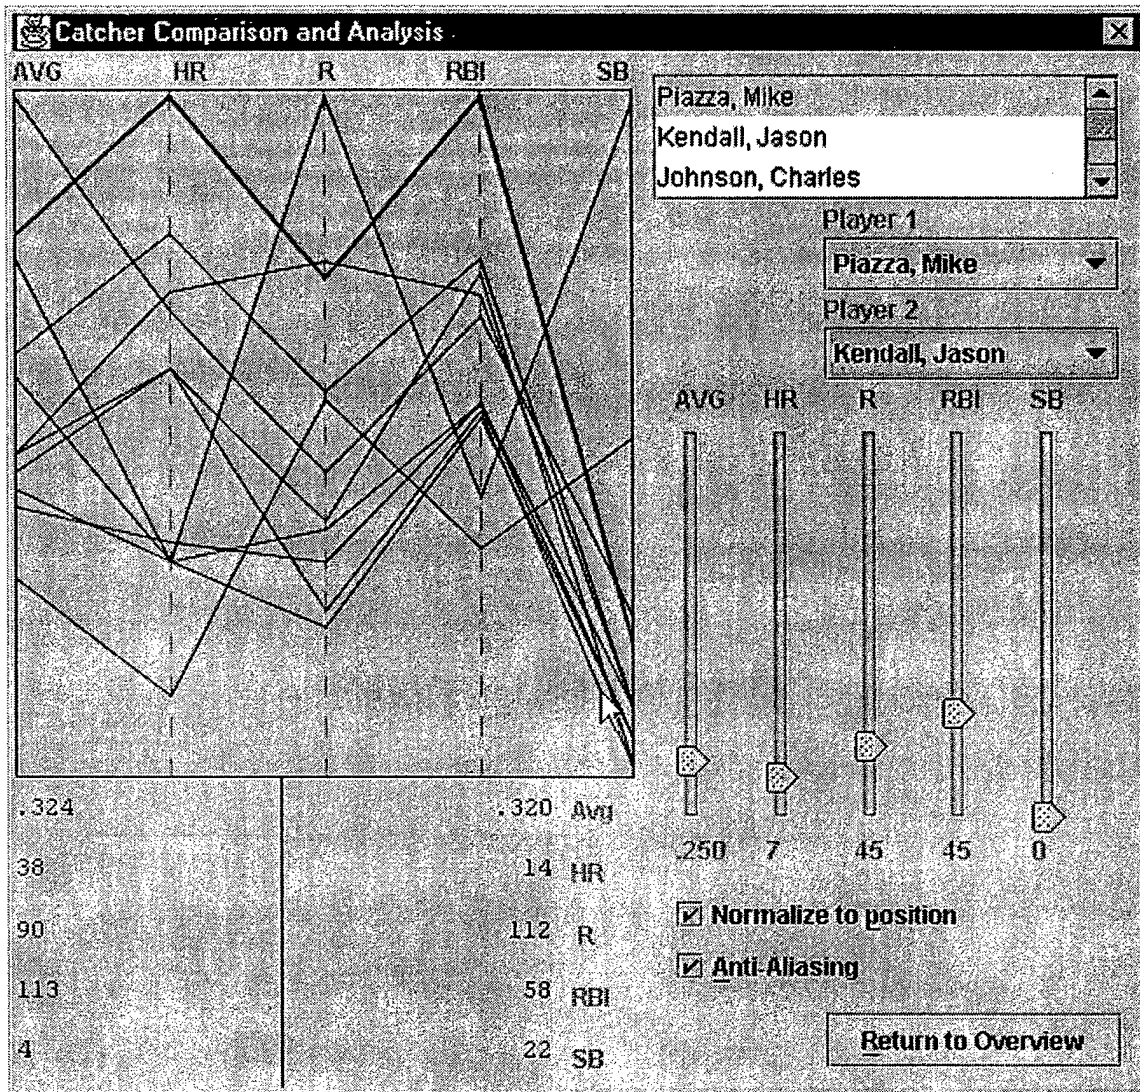 Catcher Comparison and Analysis
AVG HR R RBI SB
Piazza, Mike
Kendall, Jason
Johnson, Charles
Player 1
Piazza, Mike
Player 2
Kendall, Jason
AVG HR R RBI SB
.250 7 45 45 0
.324 .320 Avg
38 14 HR
90 112 R
113 58 RBI
4 22 SB
Normalize to position
Anti-Aliasing
Return to Overview